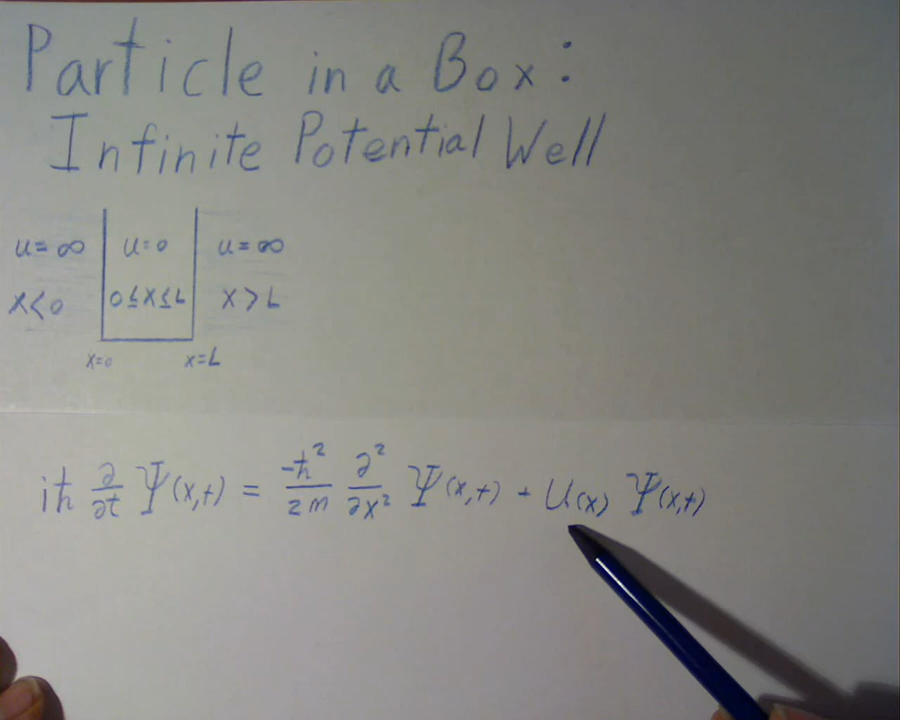 Particle in a Box:
Infinite Potential Well
U=∞ U=0 U=∞
X<0 0≤X≤L X>L
X=0 X=L
iħ ∂/∂t Ψ(x,t) = -ħ²/2m ∂²/∂x² Ψ(x,t) + U(x) Ψ(x,t)